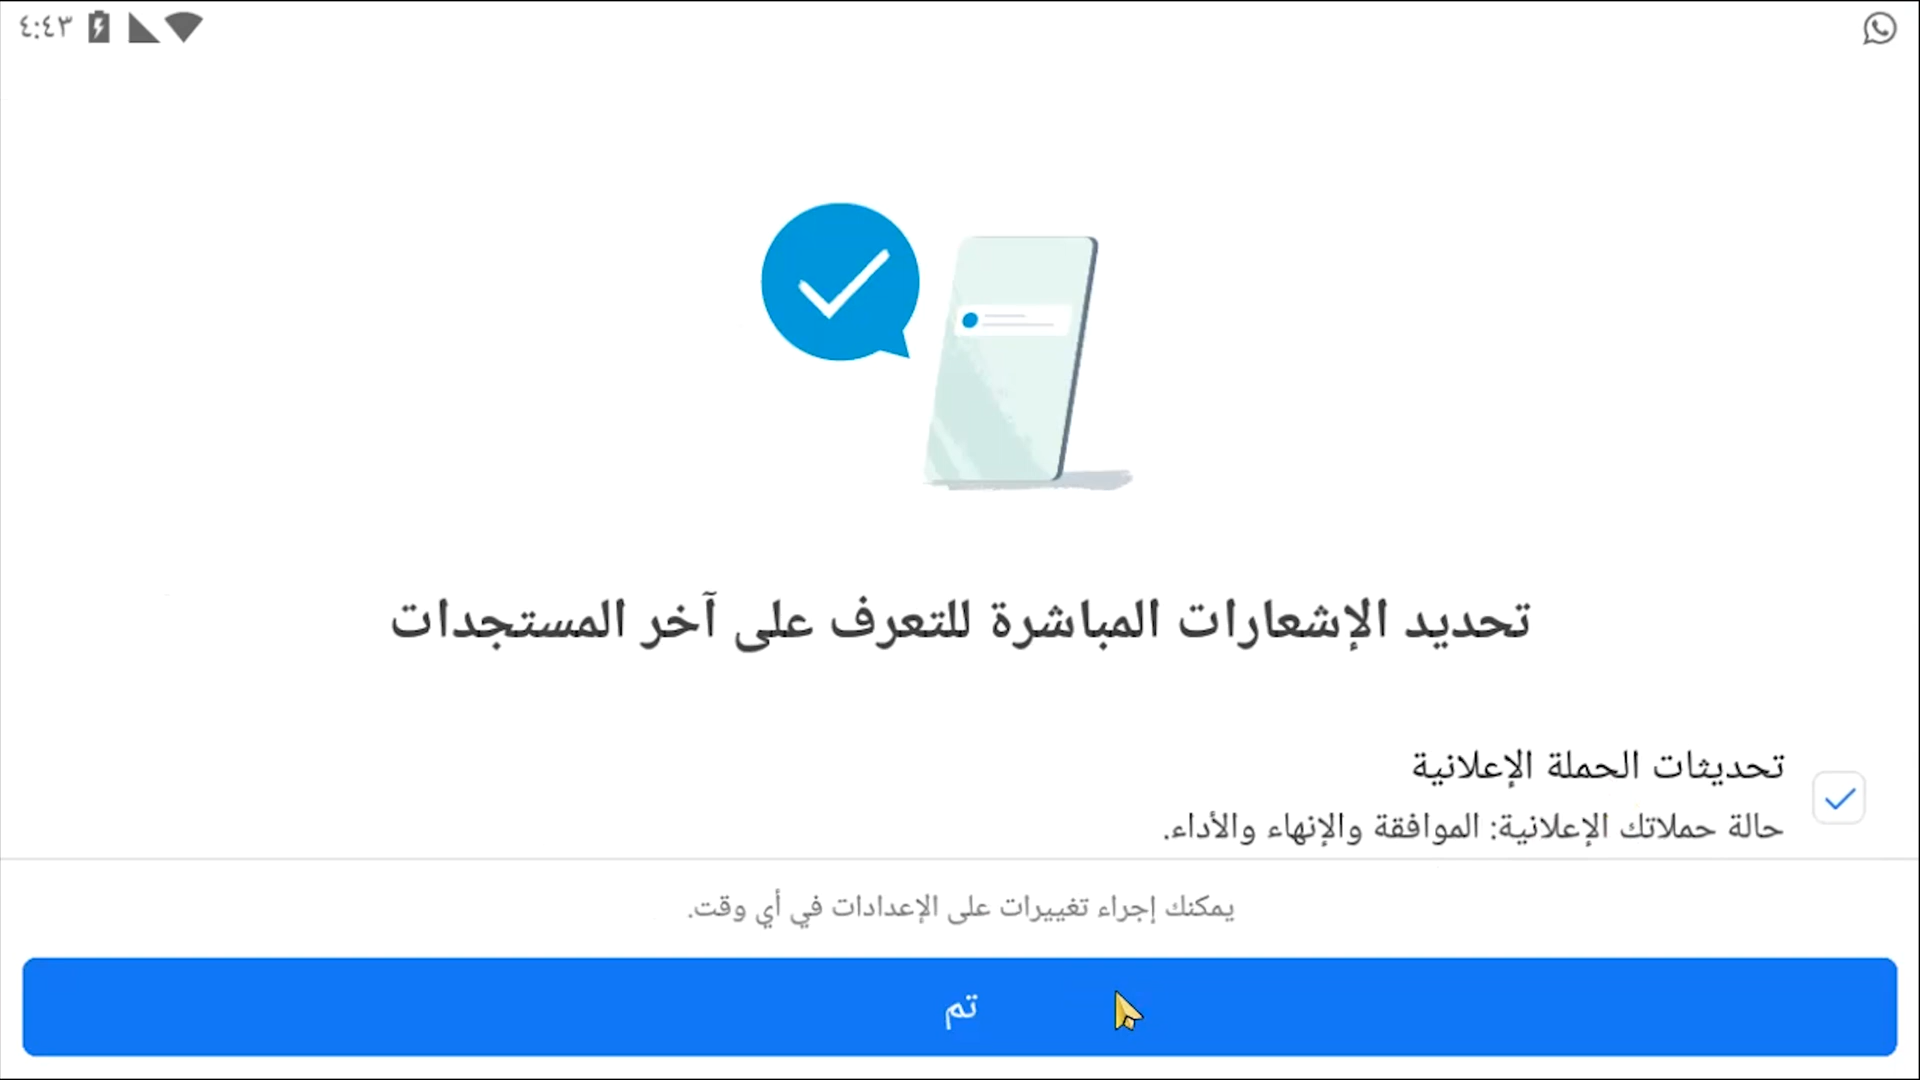 ٤:٤٣
تحديد الإشعارات المباشرة للتعرف على آخر المستجدات
تحديثات الحملة الإعلانية
حالة حملاتك الإعلانية: الموافقة والإنهاء والأداء.
يمكنك إجراء تغييرات على الإعدادات في أي وقت.
تم